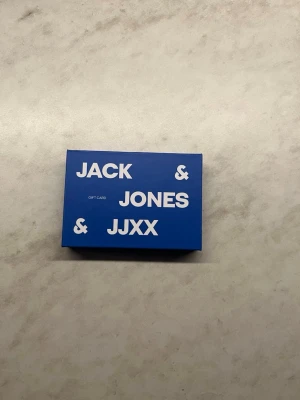 JACK &
GIFT CARD
JONES
& JJXX